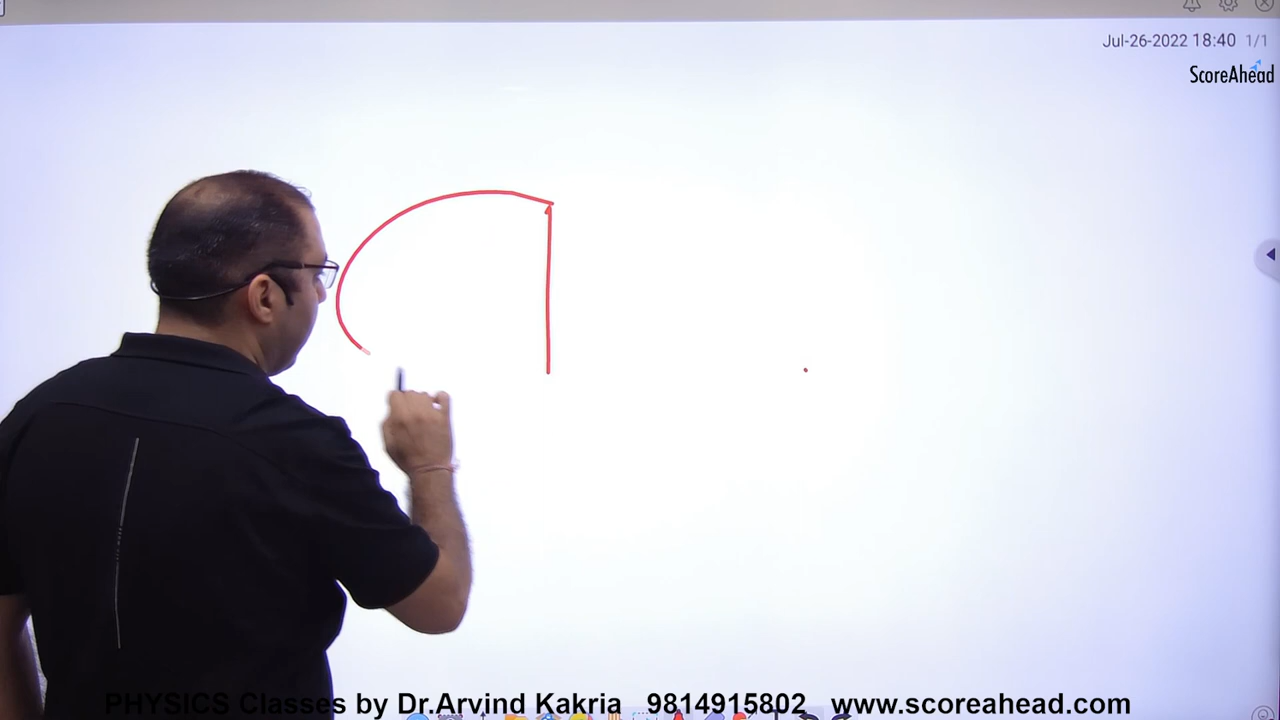 Jul-26-2022 18:40 1/1
ScoreAhead
PHYSICS Classes by Dr.Arvind Kakria 9814915802 www.scoreahead.com